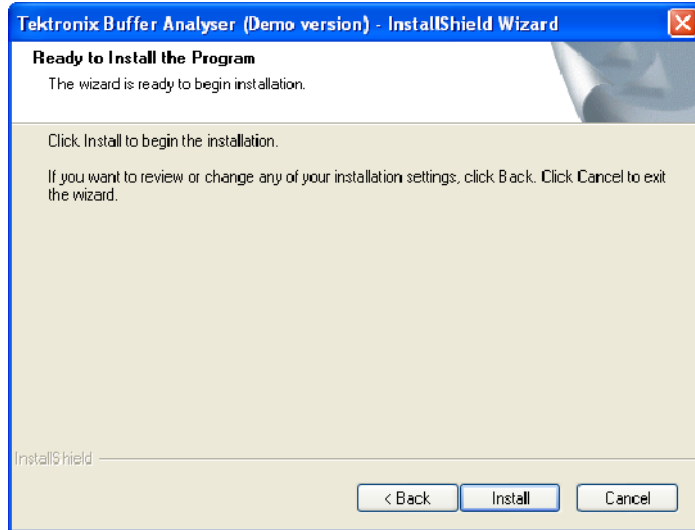 Tektronix Buffer Analyser (Demo version) - InstallShield Wizard
Ready to Install the Program
The wizard is ready to begin installation.
Click Install to begin the installation.
If you want to review or change any of your installation settings, click Back. Click Cancel to exit
the wizard.
InstallShield
< Back Install Cancel